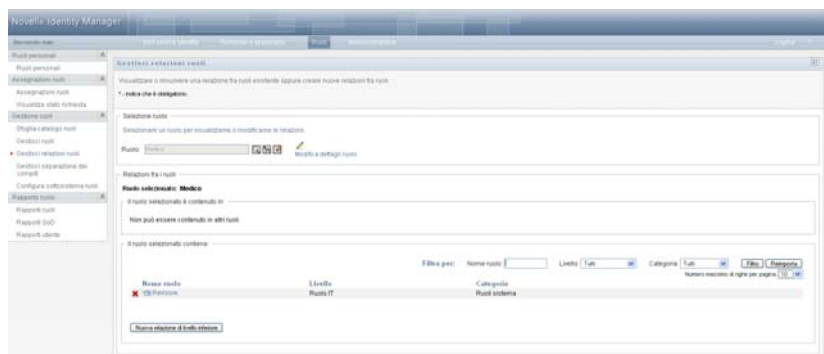 Novell® Identity Manager
Ruoli
Ruoli personali
Ruoli personali
Assegnazioni ruoli
Assegnazioni ruoli
Visualizza stato richiesta
Gestione ruoli
Sfoglia catalogo ruoli
Gestisci ruoli
Gestisci relazioni ruoli
Gestisci separazione dei
compiti
Configura sottosistema ruoli
Rapporti ruolo
Rapporti ruoli
Rapporti SoD
Rapporti utente
Gestisci relazioni ruoli
Visualizzare o rimuovere una relazione fra ruoli esistente oppure creare nuove relazioni fra ruoli.
* - indica che è obbligatorio.
Selezione ruolo
Selezionare un ruolo per visualizzarne o modificarne le relazioni.
Ruolo: Medico
Modifica dettagli ruolo
Relazioni fra i ruoli
Ruolo selezionato: Medico
Il ruolo selezionato è contenuto in:
Non può essere contenuto in altri ruoli.
Il ruolo selezionato contiene:
Filtra per: Nome ruolo: Livello: Tutti Categoria: Tutti Filtro Reimposta
Numero massimo di righe per pagina: 10
Nome ruolo Livello Categoria
Revisore Ruolo IT Ruoli sistema
Nuova relazione di livello inferiore